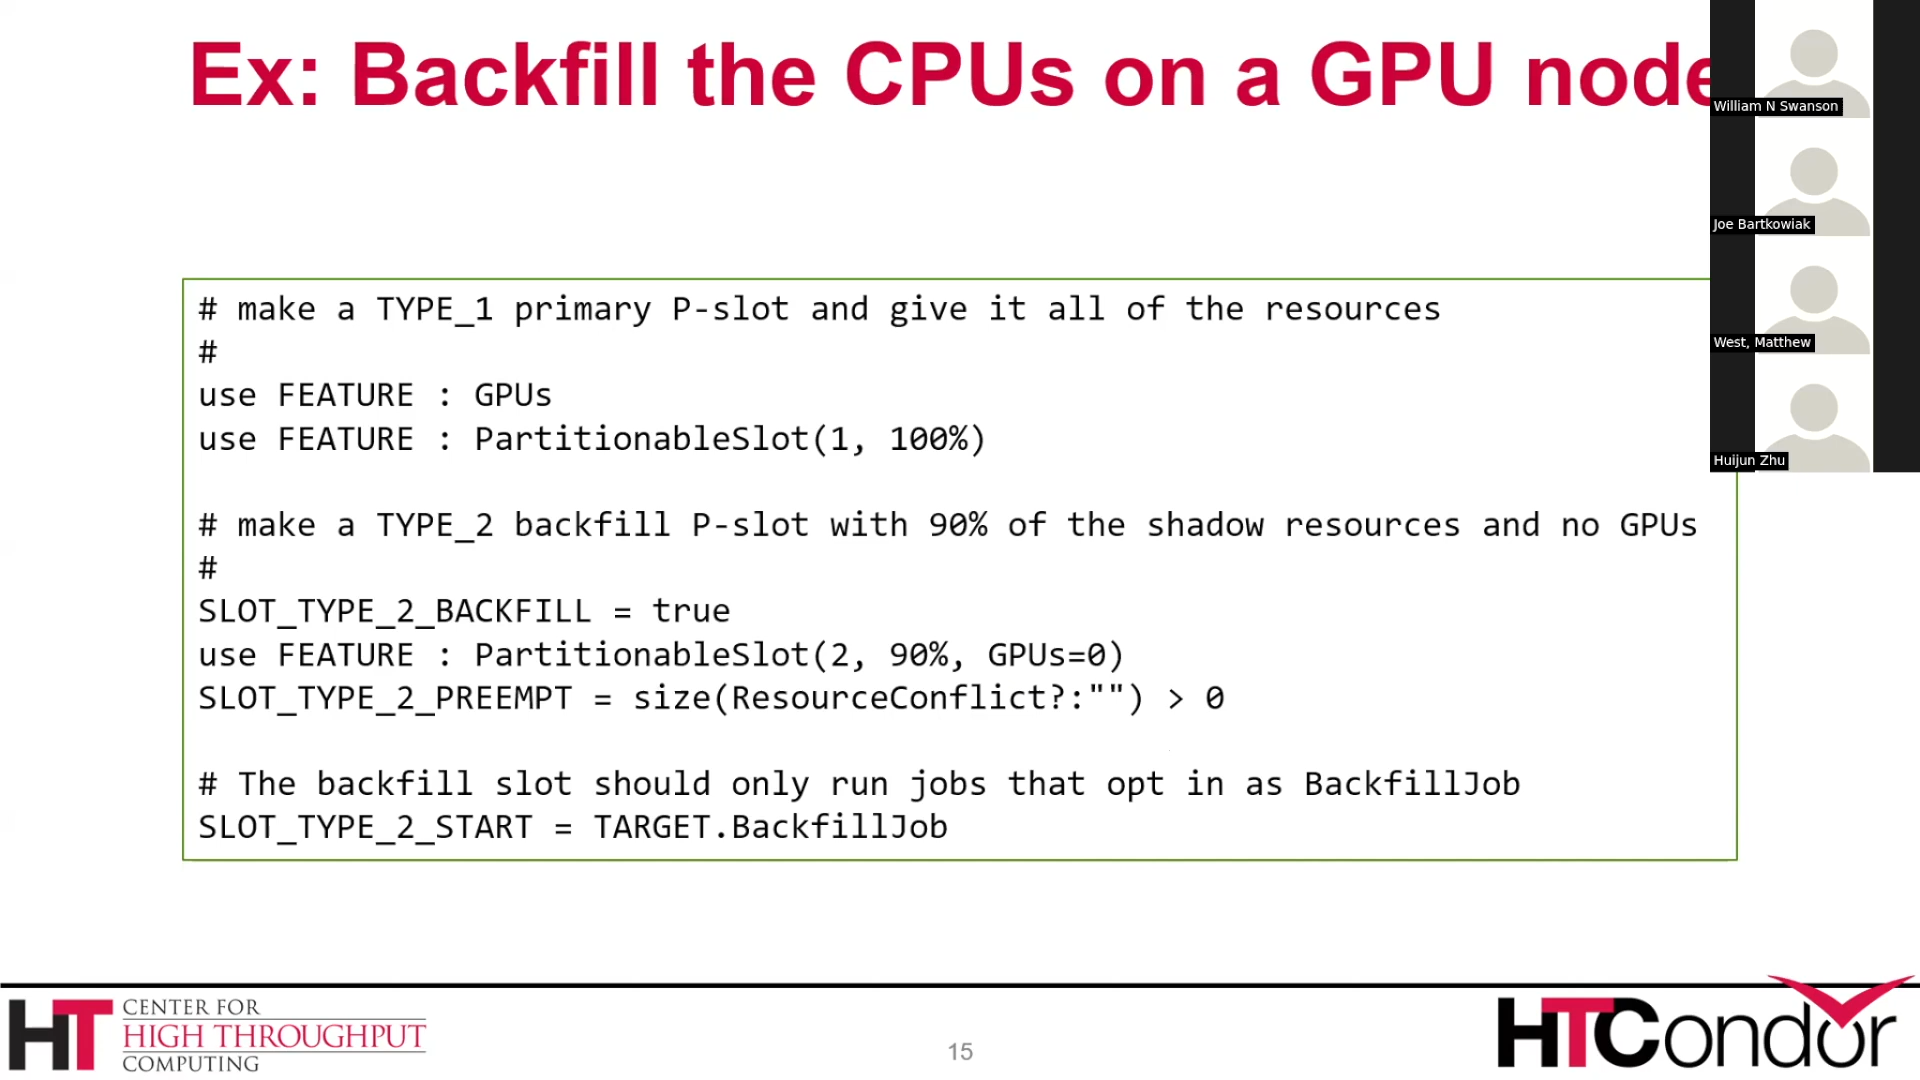 Ex: Backfill the CPUs on a GPU node
# make a TYPE_1 primary P-slot and give it all of the resources
#
use FEATURE : GPUs
use FEATURE : PartitionableSlot(1, 100%)
# make a TYPE_2 backfill P-slot with 90% of the shadow resources and no GPUs
#
SLOT_TYPE_2_BACKFILL = true
use FEATURE : PartitionableSlot(2, 90%, GPUs=0)
SLOT_TYPE_2_PREEMPT = size(ResourceConflict?:"") > 0
# The backfill slot should only run jobs that opt in as BackfillJob
SLOT_TYPE_2_START = TARGET.BackfillJob
William N Swanson
Joe Bartkowiak
West, Matthew
Huijun Zhu
HT
CENTER FOR
HIGH THROUGHPUT
COMPUTING
15
HTCondor